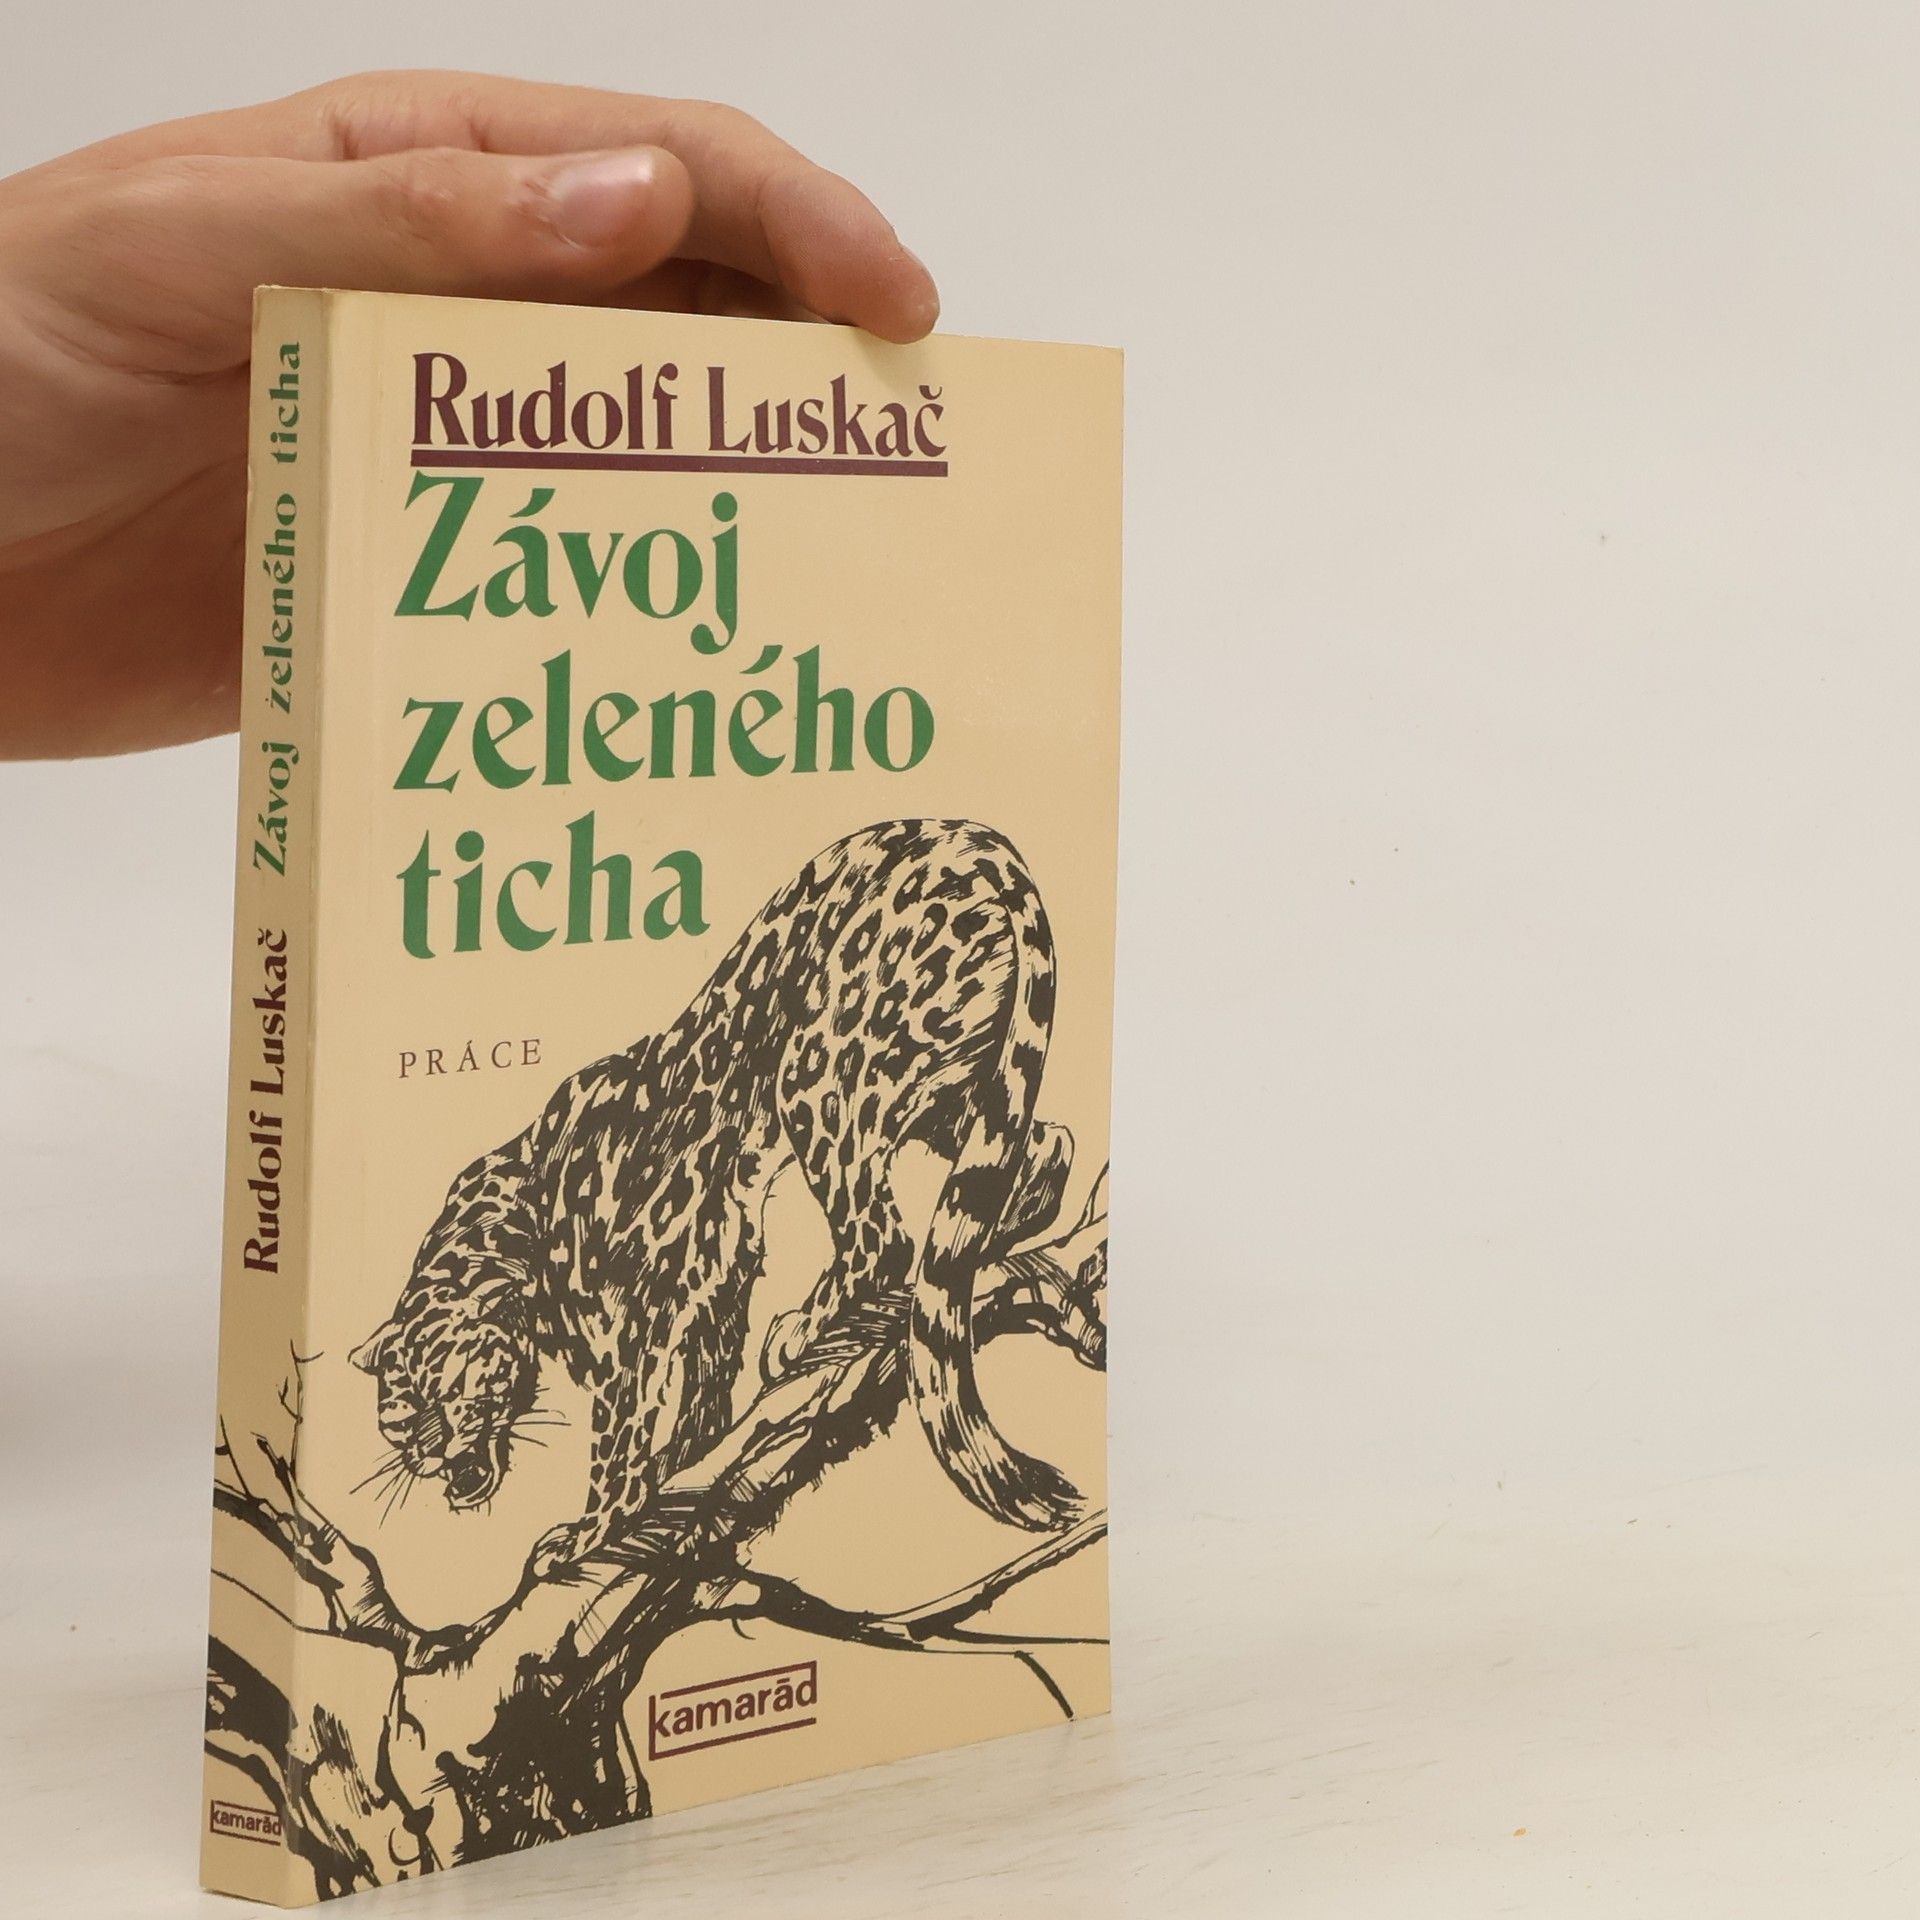 Rudolf Luskač
Závoj
zeleného
ticha
PRÁCE
kamarád
Rudolf Luskač Závoj zeleného ticha
kamarád